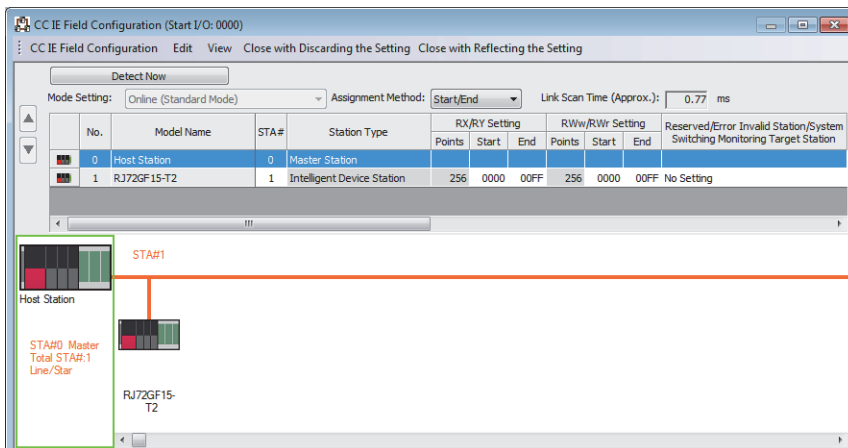 CC IE Field Configuration (Start I/O: 0000)
CC IE Field Configuration Edit View Close with Discarding the Setting Close with Reflecting the Setting
Detect Now
Mode Setting: Online (Standard Mode) Assignment Method: Start/End Link Scan Time (Approx.): 0.77 ms
No. Model Name STA# Station Type RX/RY Setting RWw/RWr Setting Reserved/Error Invalid Station/System Switching Monitoring Target Station
Points Start End Points Start End
0 Host Station 0 Master Station
1 RJ72GF15-T2 1 Intelligent Device Station 256 0000 00FF 256 0000 00FF No Setting
STA#1
Host Station
STA#0 Master
Total STA#:1
Line/Star
RJ72GF15-
T2